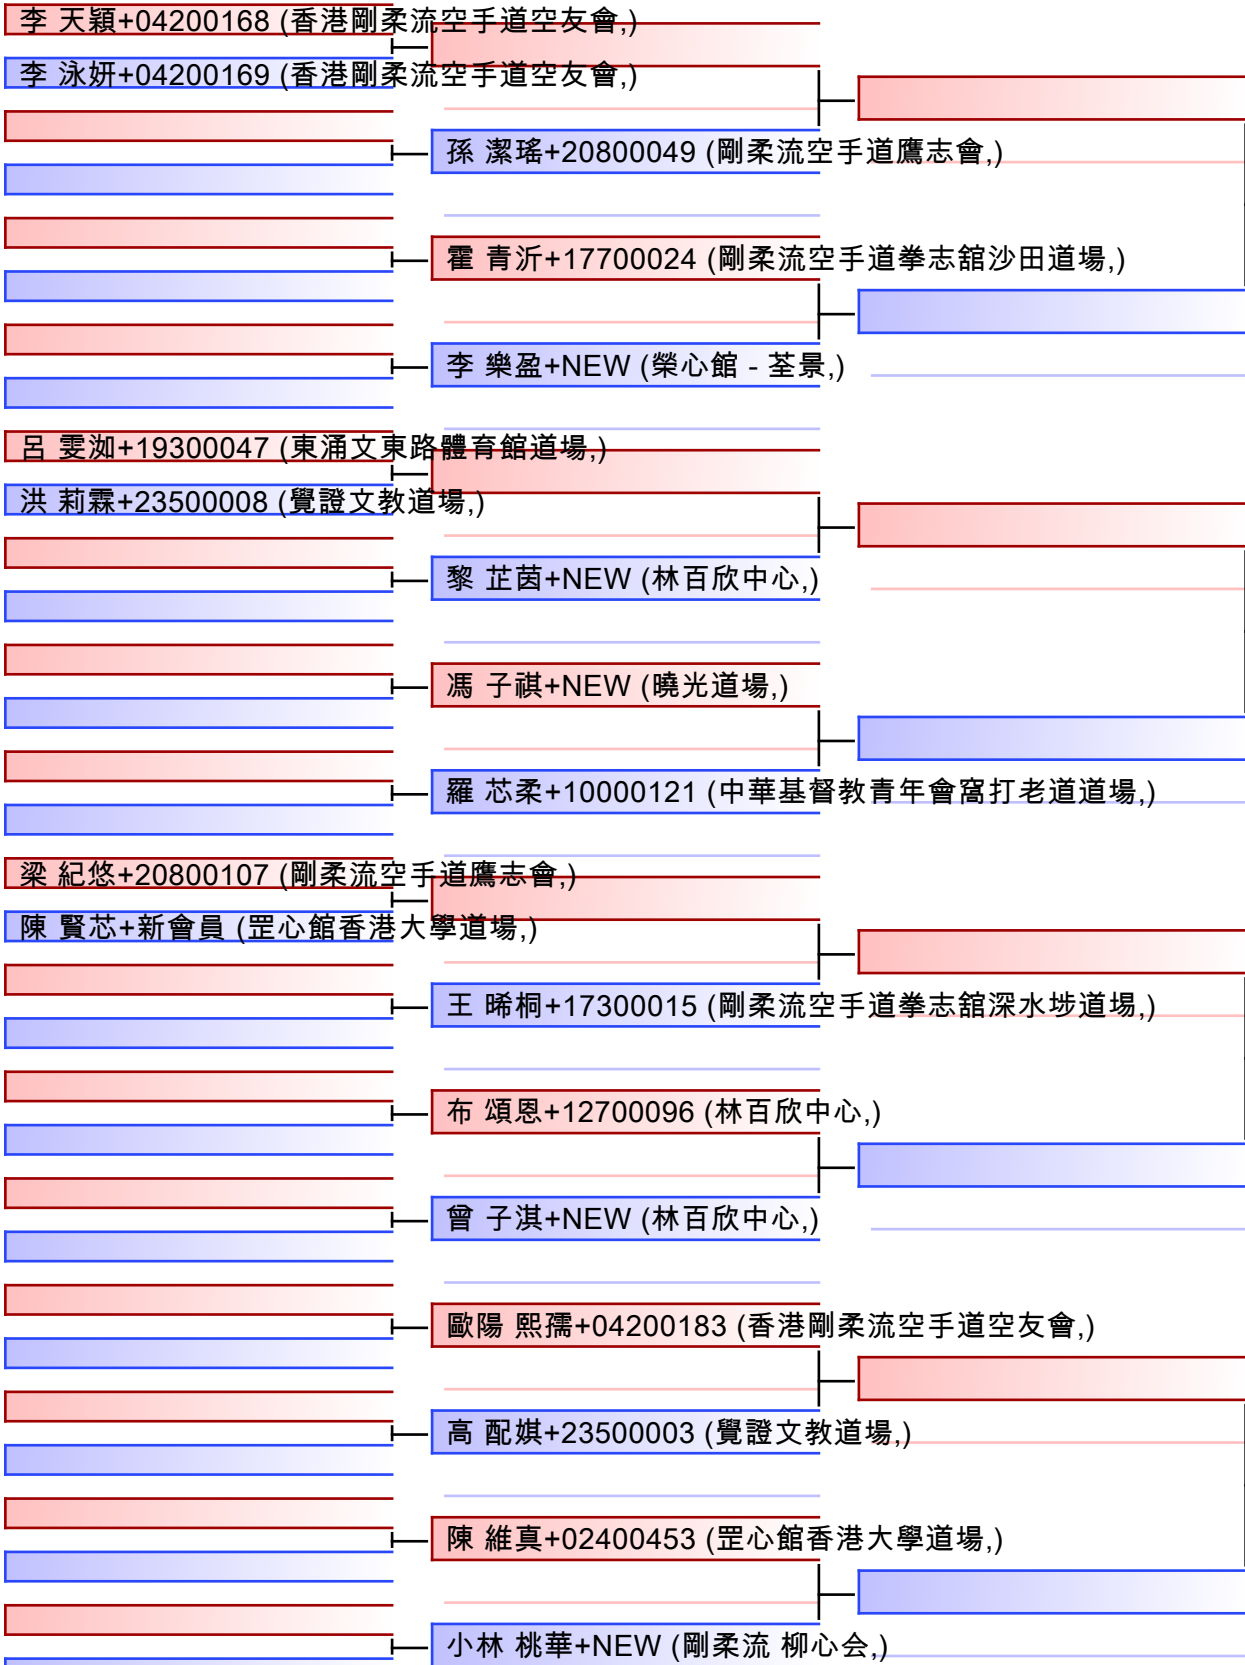 李 天穎+04200168 (香港剛柔流空手道空友會,)
李 泳妍+04200169 (香港剛柔流空手道空友會,)
孫 潔瑤+20800049 (剛柔流空手道鷹志會,)
霍 青沂+17700024 (剛柔流空手道拳志舘沙田道場,)
李 樂盈+NEW (榮心館 - 荃景,)
呂 雯洳+19300047 (東涌文東路體育館道場,)
洪 莉霖+23500008 (覺證文教道場,)
黎 芷茵+NEW (林百欣中心,)
馮 子祺+NEW (曉光道場,)
羅 芯柔+10000121 (中華基督教青年會窩打老道道場,)
梁 紀悠+20800107 (剛柔流空手道鷹志會,)
陳 賢芯+新會員 (罡心館香港大學道場,)
王 晞桐+17300015 (剛柔流空手道拳志舘深水埗道場,)
布 頌恩+12700096 (林百欣中心,)
曾 子淇+NEW (林百欣中心,)
歐陽 熙孺+04200183 (香港剛柔流空手道空友會,)
高 配娸+23500003 (覺證文教道場,)
陳 維真+02400453 (罡心館香港大學道場,)
小林 桃華+NEW (剛柔流 柳心会,)